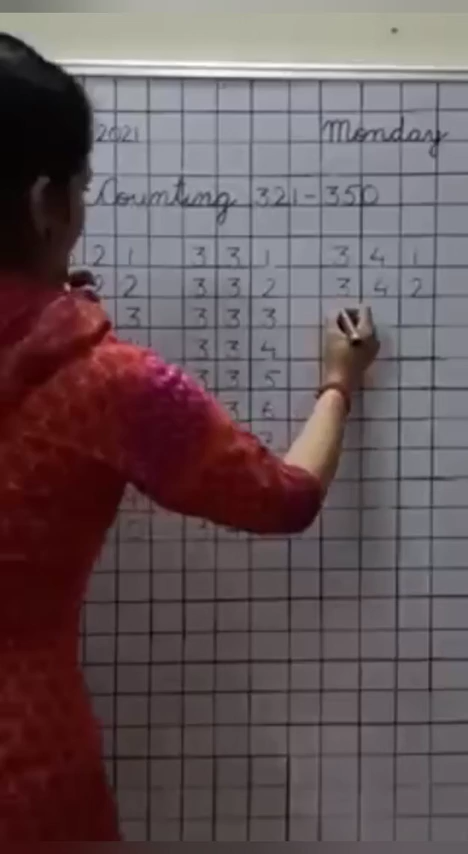 2021 Monday
Counting 321-350
2 1 3 3 1 3 4 1
2 2 3 3 2 3 4 2
3 3 3 3
3 3 4
3 3 5
3 6
7